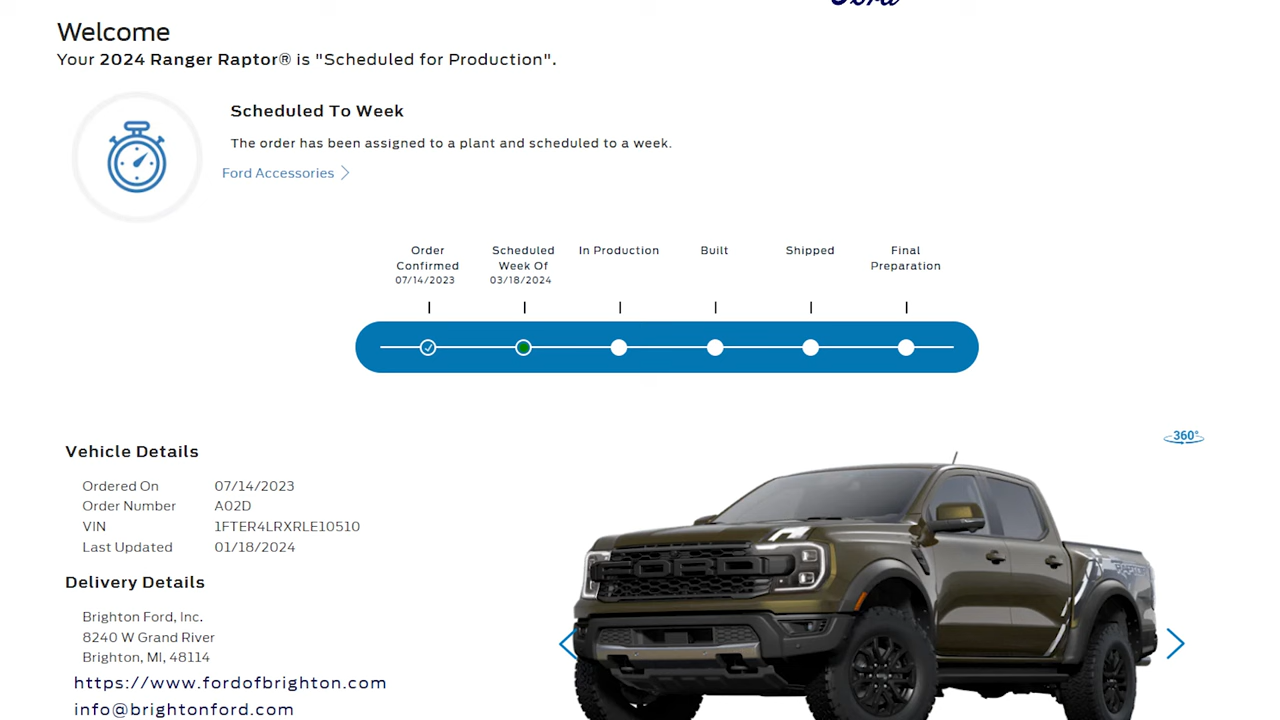 Ford
Welcome
Your 2024 Ranger Raptor® is "Scheduled for Production".
Scheduled To Week
The order has been assigned to a plant and scheduled to a week.
Ford Accessories
Order Confirmed 07/14/2023
Scheduled Week Of 03/18/2024
In Production
Built
Shipped
Final Preparation
360°
Vehicle Details
Ordered On 07/14/2023
Order Number A02D
VIN 1FTER4LRXRLE10510
Last Updated 01/18/2024
Delivery Details
Brighton Ford, Inc.
8240 W Grand River
Brighton, MI, 48114
https://www.fordofbrighton.com
info@brightonford.com
FORD
RAPTOR